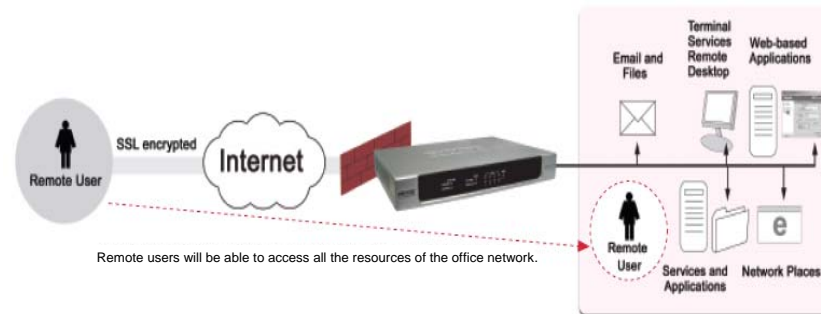 Remote User
SSL encrypted
Internet
Email and
Files
Terminal
Services
Remote
Desktop
Web-based
Applications
Remote
User
Services and
Applications
e
Network Places
Remote users will be able to access all the resources of the office network.